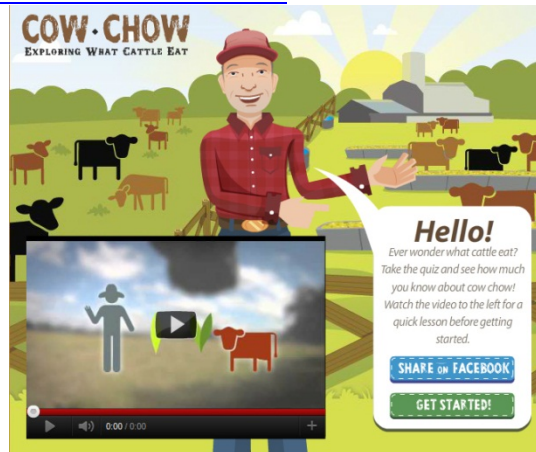 COW • CHOW
EXPLORING WHAT CATTLE EAT
Hello!
Ever wonder what cattle eat?
Take the quiz and see how much
you know about cow chow!
Watch the video to the left for a
quick lesson before getting
started.
SHARE ON FACEBOOK
GET STARTED!
0:00 / 0:00